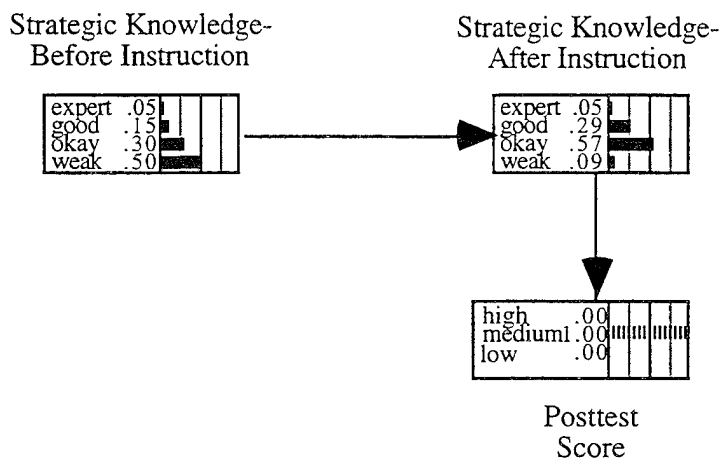 Strategic Knowledge-
Before Instruction
expert .05
good .15
okay .30
weak .50
Strategic Knowledge-
After Instruction
expert .05
good .29
okay .57
weak .09
high .00
medium1.00
low .00
Posttest
Score